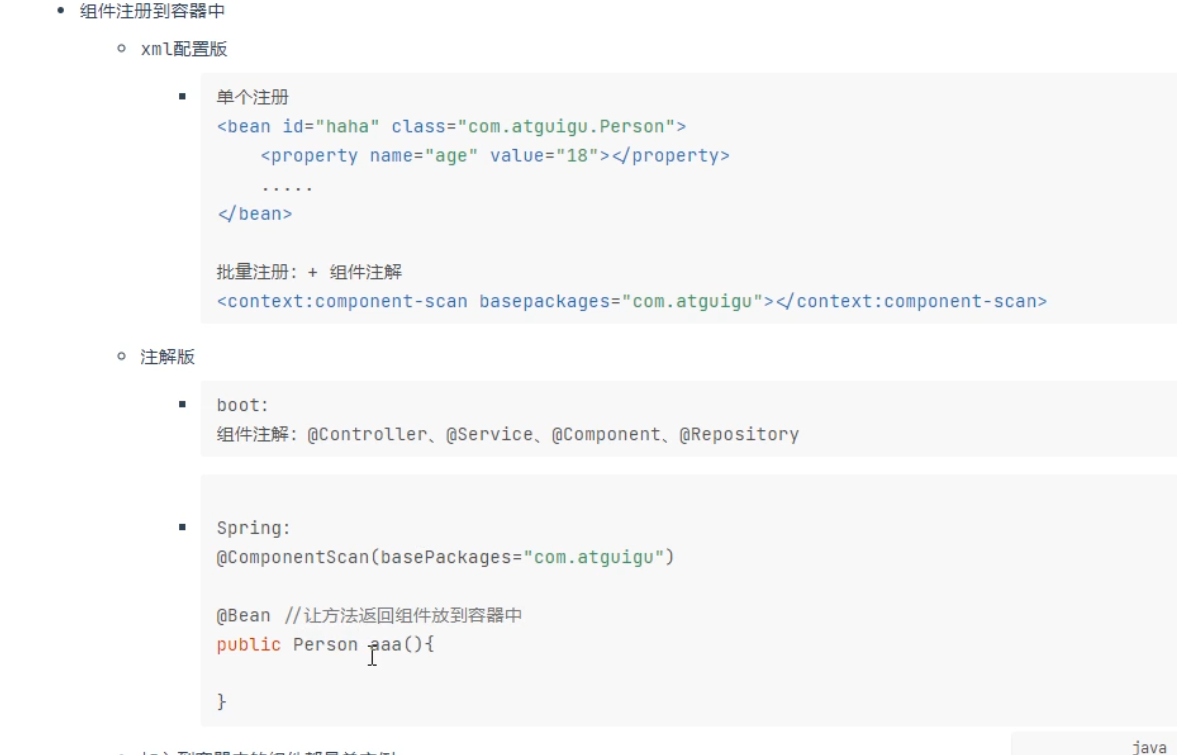 组件注册到容器中
xml配置版
单个注册
<bean id="haha" class="com.atguigu.Person">
    <property name="age" value="18"></property>
    .....
</bean>
批量注册: + 组件注解
<context:component-scan basepackages="com.atguigu"></context:component-scan>
注解版
boot:
组件注解: @Controller、@Service、@Component、@Repository
Spring:
@ComponentScan(basePackages="com.atguigu")
@Bean //让方法返回组件放到容器中
public Person aaa(){
}
java